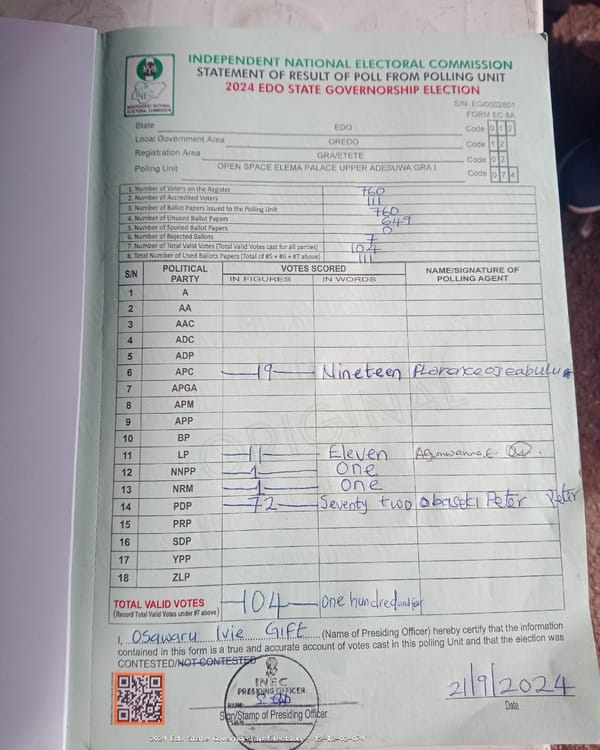 INDEPENDENT NATIONAL ELECTORAL COMMISSION
STATEMENT OF RESULT OF POLL FROM POLLING UNIT
2024 EDO STATE GOVERNORSHIP ELECTION
INDEPENDENT NATIONAL ELECTORAL COMMISSION
FORM EC 8A
State EDO Code 0 1 2
Local Government Area OREDO Code 1 2
Registration Area GRA/ETETE Code 0 2
Polling Unit OPEN SPACE ELEMA PALACE UPPER ADESUWA GRA I Code 0 7 4
1. Number of Voters on the Register 760
2. Number of Accredited Voters 111
3. Number of Ballot Papers Issued to the Polling Unit 760
4. Number of Unused Ballot Papers 649
5. Number of Spoiled Ballot Papers 0
6. Number of Rejected Ballots 7
7. Number of Total Valid Votes (Total Valid Votes cast for all parties) 104
8. Total Number of Used Ballots Papers (Total of #5 + #6 + #7 above) 111
S/N POLITICAL PARTY VOTES SCORED NAME/SIGNATURE OF POLLING AGENT
IN FIGURES IN WORDS
1 A
2 AA
3 AAC
4 ADC
5 ADP
6 APC 19 Nineteen
7 APGA
8 APM
9 APP
10 BP
11 LP 11 Eleven
12 NNPP 1 One
13 NRM 1 One
14 PDP 72 Seventy two Obaseki Peter Peter
15 PRP
16 SDP
17 YPP
18 ZLP
TOTAL VALID VOTES 104 One hundred and four
(Record Total Valid Votes under #7 above)
I, Osawaru Ivie Gift (Name of Presiding Officer) hereby certify that the information
contained in this form is a true and accurate account of votes cast in this polling Unit and that the election was
CONTESTED/NOT CONTESTED
INEC
PRESIDING OFFICER
Sign/Stamp of Presiding Officer
2/9/2024
Date
2024 Edo State Governorship Election - 12-12-02-074